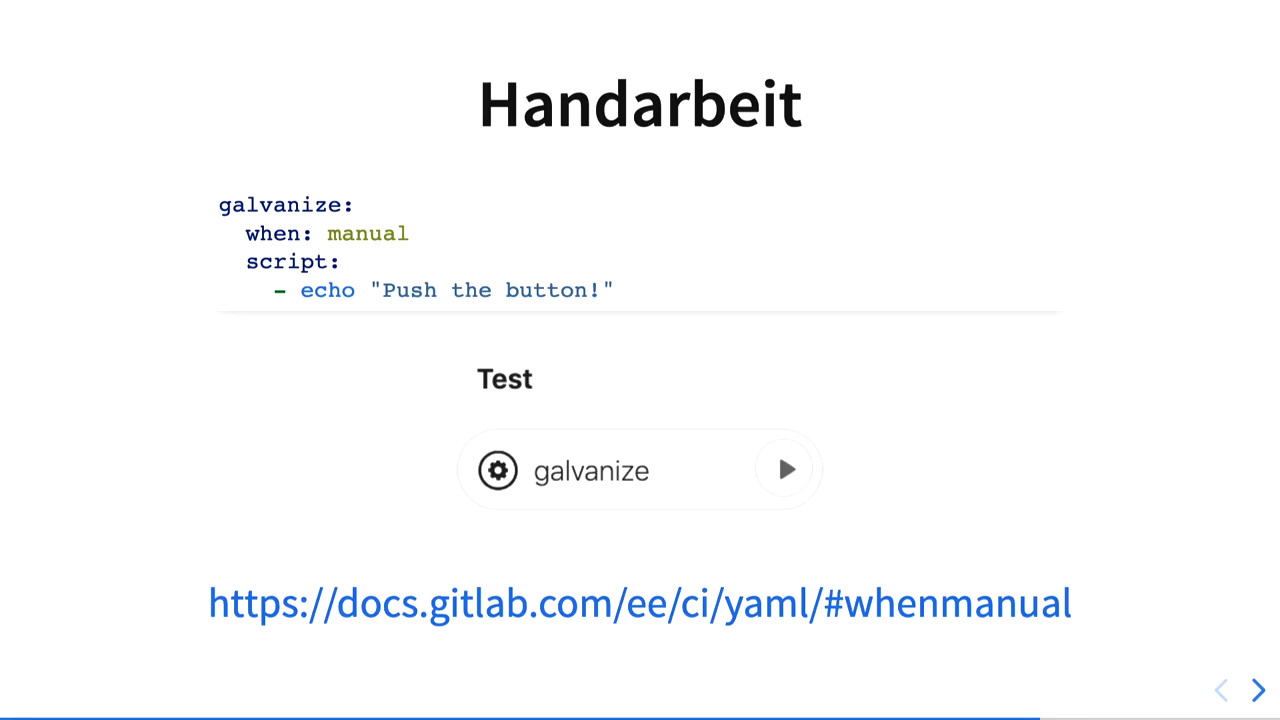 Handarbeit
galvanize:
  when: manual
  script:
    - echo "Push the button!"
Test
galvanize
https://docs.gitlab.com/ee/ci/yaml/#whenmanual